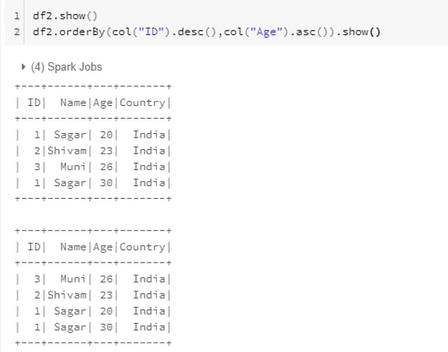 1 df2.show()
2 df2.orderBy(col("ID").desc(),col("Age").asc()).show()
▶ (4) Spark Jobs
+---+------+---+-------+
| ID|  Name|Age|Country|
+---+------+---+-------+
|  1| Sagar| 20|  India|
|  2|Shivam| 23|  India|
|  3|  Muni| 26|  India|
|  1| Sagar| 30|  India|
+---+------+---+-------+
+---+------+---+-------+
| ID|  Name|Age|Country|
+---+------+---+-------+
|  3|  Muni| 26|  India|
|  2|Shivam| 23|  India|
|  1| Sagar| 20|  India|
|  1| Sagar| 30|  India|
+---+------+---+-------+